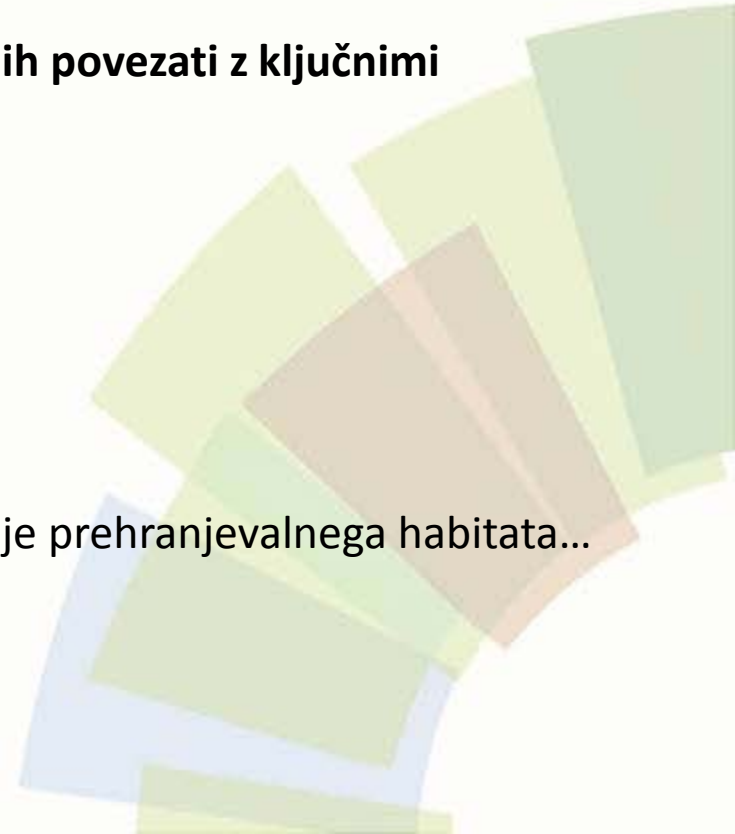 ih povezati z ključnimi
je prehranjevalnega habitata…